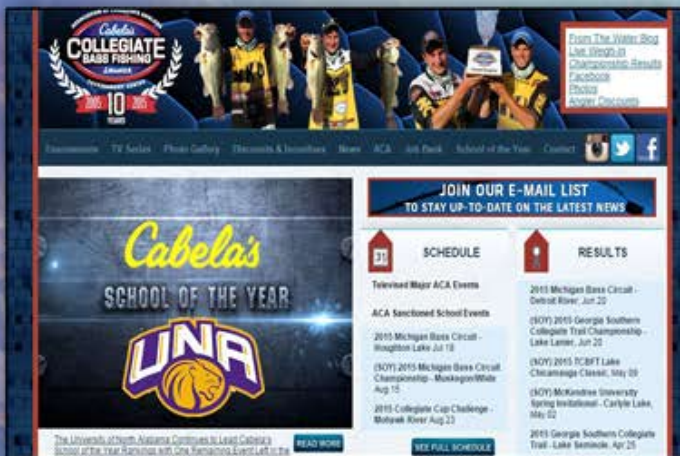 Cabela's
COLLEGIATE
BASS FISHING
2005 10 2015
YEARS
From The Water Blog
Live Weigh-in
Championship Results
Facebook
Photos
Angler Discounts
Tournaments TV Series Photo Gallery Discounts & Incentives News ACA Job Bank School of the Year Contact
Cabela's
SCHOOL OF THE YEAR
UNA
The University of North Alabama Continues to Lead Cabela's
School of the Year Rankings with One Remaining Event Left in the
READ MORE
JOIN OUR E-MAIL LIST
TO STAY UP-TO-DATE ON THE LATEST NEWS
31
SCHEDULE
Televised Major ACA Events
ACA Sanctioned School Events
2015 Michigan Bass Circuit -
Houghton Lake Jul 18
(SOY) 2015 Michigan Bass Circuit
Championship - Muskegon/White
Aug 15
2015 Collegiate Cup Challenge -
Mohawk River Aug 23
SEE FULL SCHEDULE
RESULTS
2015 Michigan Bass Circuit -
Detroit River, Jun 20
(SOY) 2015 Georgia Southern
Collegiate Trail Championship -
Lake Lanier, Jun 20
(SOY) 2015 TCBFT Lake
Chicamauga Classic, May 09
(SOY) McKendree University
Spring Invitational - Carlyle Lake,
May 02
2015 Georgia Southern Collegiate
Trail - Lake Seminole, Apr 25